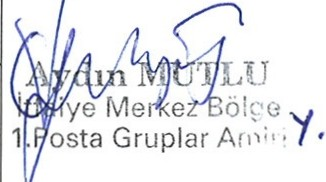 Aydın MUTLU
İtfaiye Merkez Bölge
1.Posta Gruplar Amiri Y.